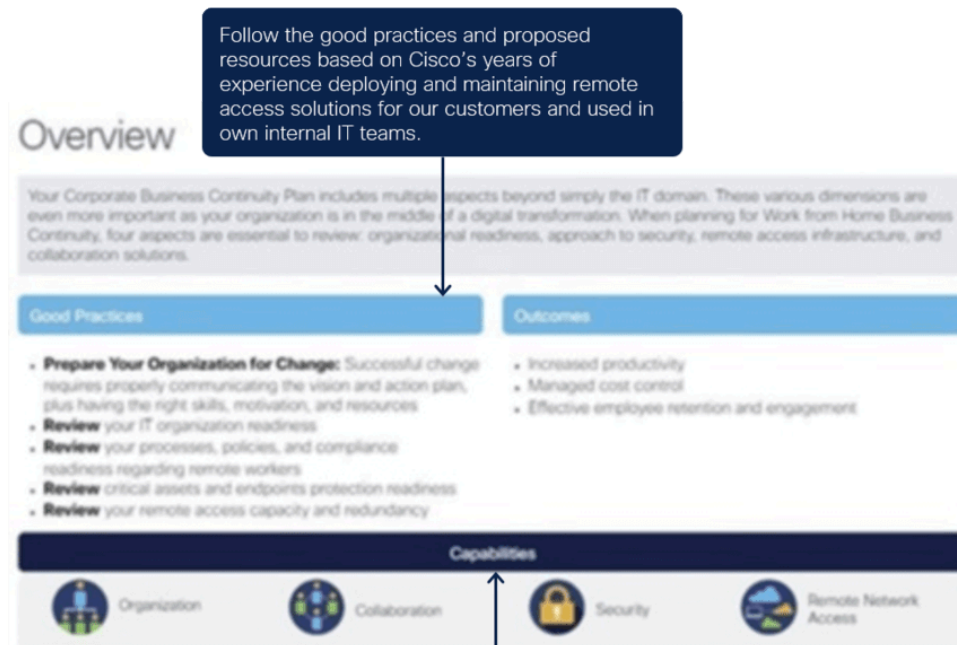 Follow the good practices and proposed
resources based on Cisco's years of
experience deploying and maintaining remote
access solutions for our customers and used in
own internal IT teams.
Overview
Your Corporate Business Continuity Plan includes multiple aspects beyond simply the IT domain. These various dimensions are
even more important as your organization is in the middle of a digital transformation. When planning for Work from Home Business
Continuity, four aspects are essential to review: organizational readiness, approach to security, remote access infrastructure, and
collaboration solutions.
Good Practices
• Prepare Your Organization for Change: Successful change
requires properly communicating the vision and action plan,
plus having the right skills, motivation, and resources
• Review your IT organization readiness
• Review your processes, policies, and compliance
readiness regarding remote workers
• Review critical assets and endpoints protection readiness
• Review your remote access capacity and redundancy
Outcomes
• Increased productivity
• Managed cost control
• Effective employee retention and engagement
Capabilities
Organization
Collaboration
Security
Remote Network
Access